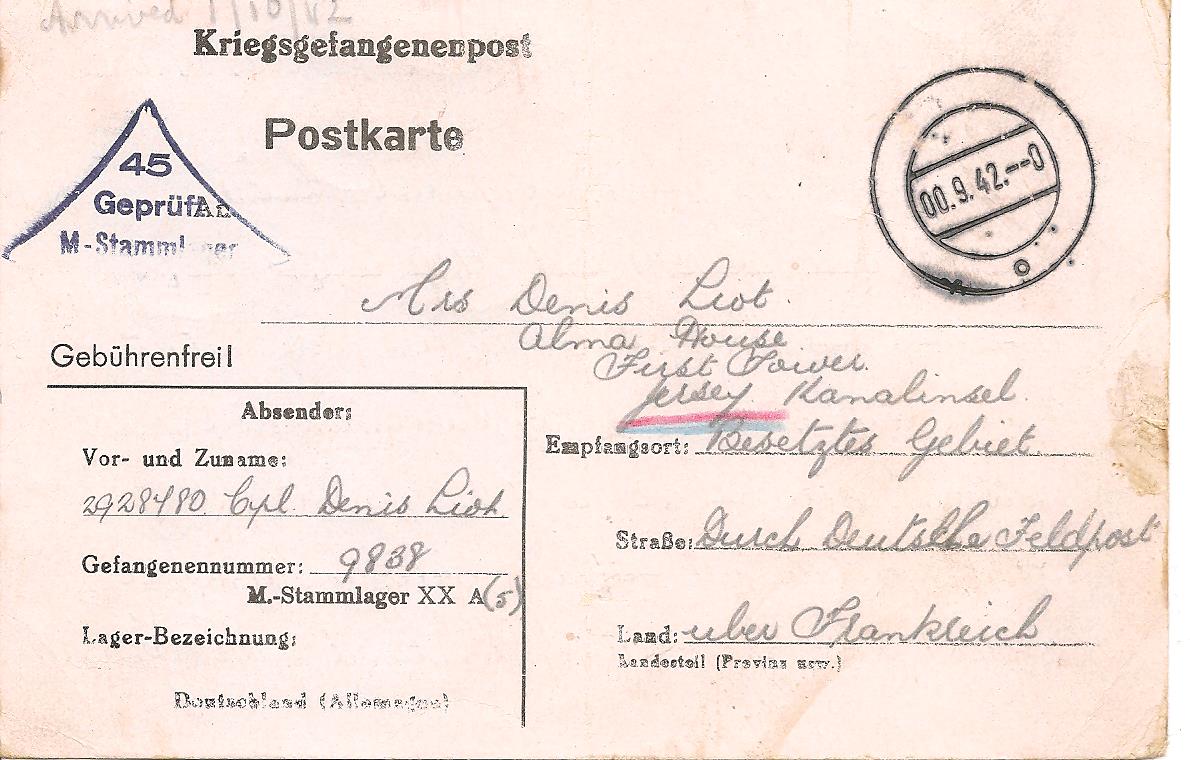 Arrived 1/10/42
Kriegsgefangenenpost
Postkarte
45
Geprüft
M-Stammlager
00.9.42.--0
Mrs Denis Liot.
Alma House
First Tower.
Jersey Kanalinsel.
Gebührenfrei!
Absender:
Vor- und Zuname:
2928480 Cpl. Denis Liot
Gefangenennummer: 9838
M.-Stammlager XX A (5)
Lager-Bezeichnung:
Deutschland (Allemagne)
Empfangsort: Besetztes Gebiet
Straße: Durch Deutsche Feldpost
Land: uber Frankreich
Landesteil (Provinz usw.)